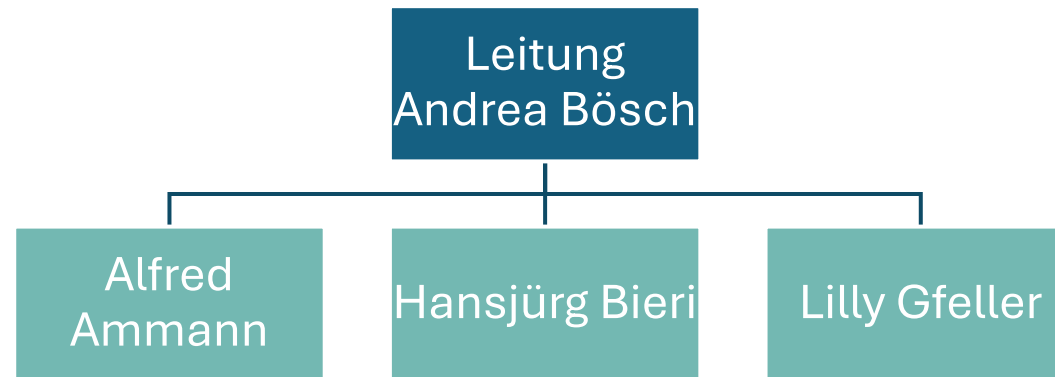 Leitung
Andrea Bösch
Alfred
Ammann
Hansjürg Bieri
Lilly Gfeller